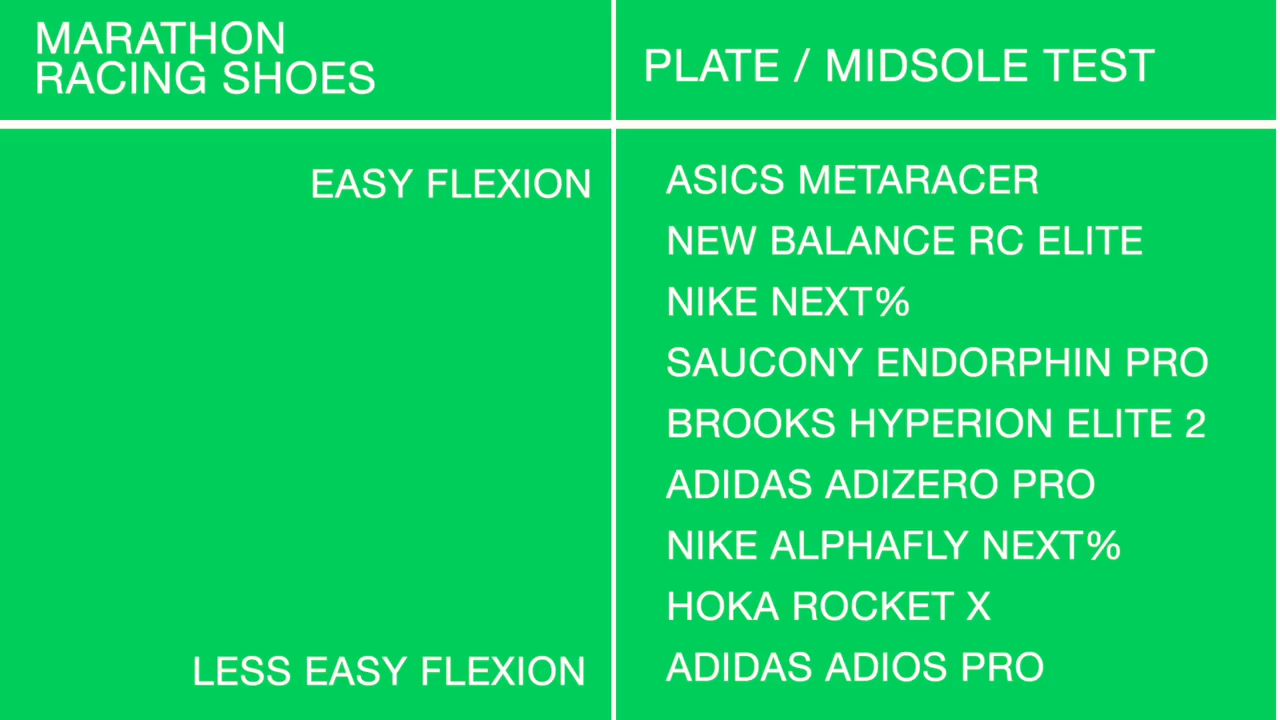 MARATHON
RACING SHOES
PLATE / MIDSOLE TEST
EASY FLEXION
ASICS METARACER
NEW BALANCE RC ELITE
NIKE NEXT%
SAUCONY ENDORPHIN PRO
BROOKS HYPERION ELITE 2
ADIDAS ADIZERO PRO
NIKE ALPHAFLY NEXT%
HOKA ROCKET X
LESS EASY FLEXION
ADIDAS ADIOS PRO